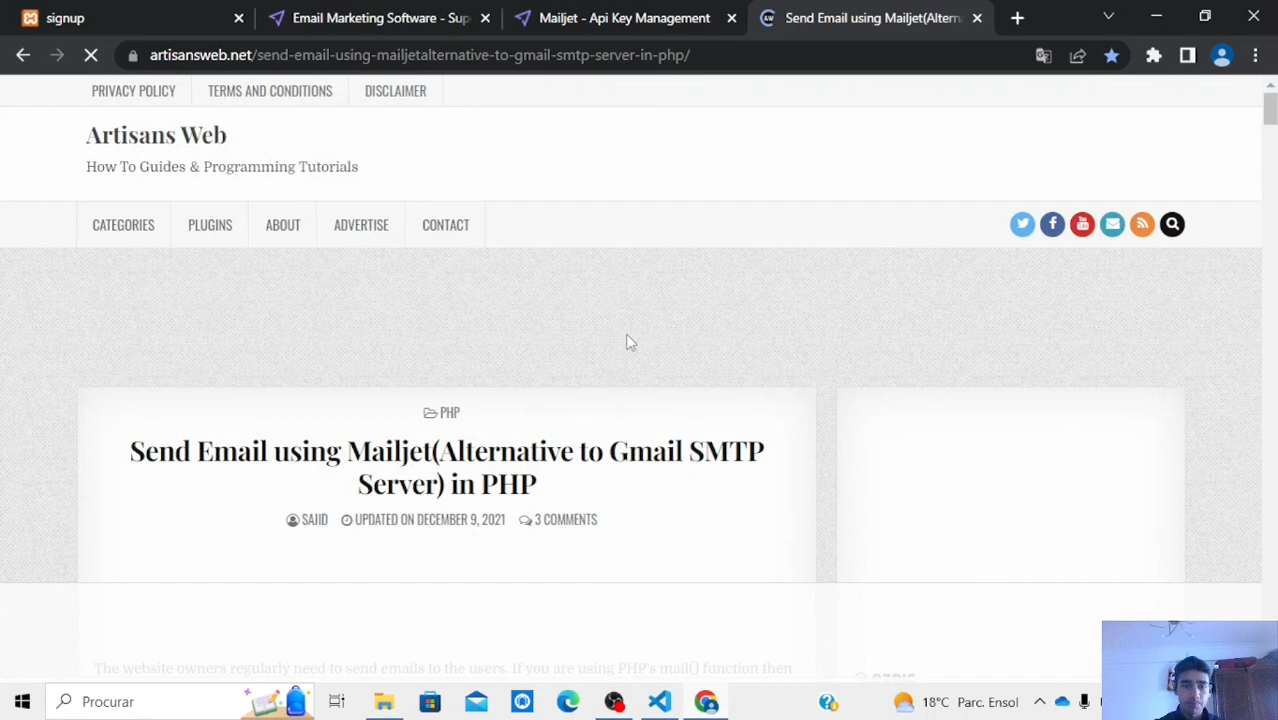 signup
Email Marketing Software - Sup
Mailjet - Api Key Management
Send Email using Mailjet(Altern
artisansweb.net/send-email-using-mailjetalternative-to-gmail-smtp-server-in-php/
PRIVACY POLICY TERMS AND CONDITIONS DISCLAIMER
Artisans Web
How To Guides & Programming Tutorials
CATEGORIES PLUGINS ABOUT ADVERTISE CONTACT
PHP
Send Email using Mailjet(Alternative to Gmail SMTP
Server) in PHP
SAJID UPDATED ON DECEMBER 9, 2021 3 COMMENTS
The website owners regularly need to send emails to the users. If you are using PHP's mail() function then
Procurar
18°C Parc. Ensol